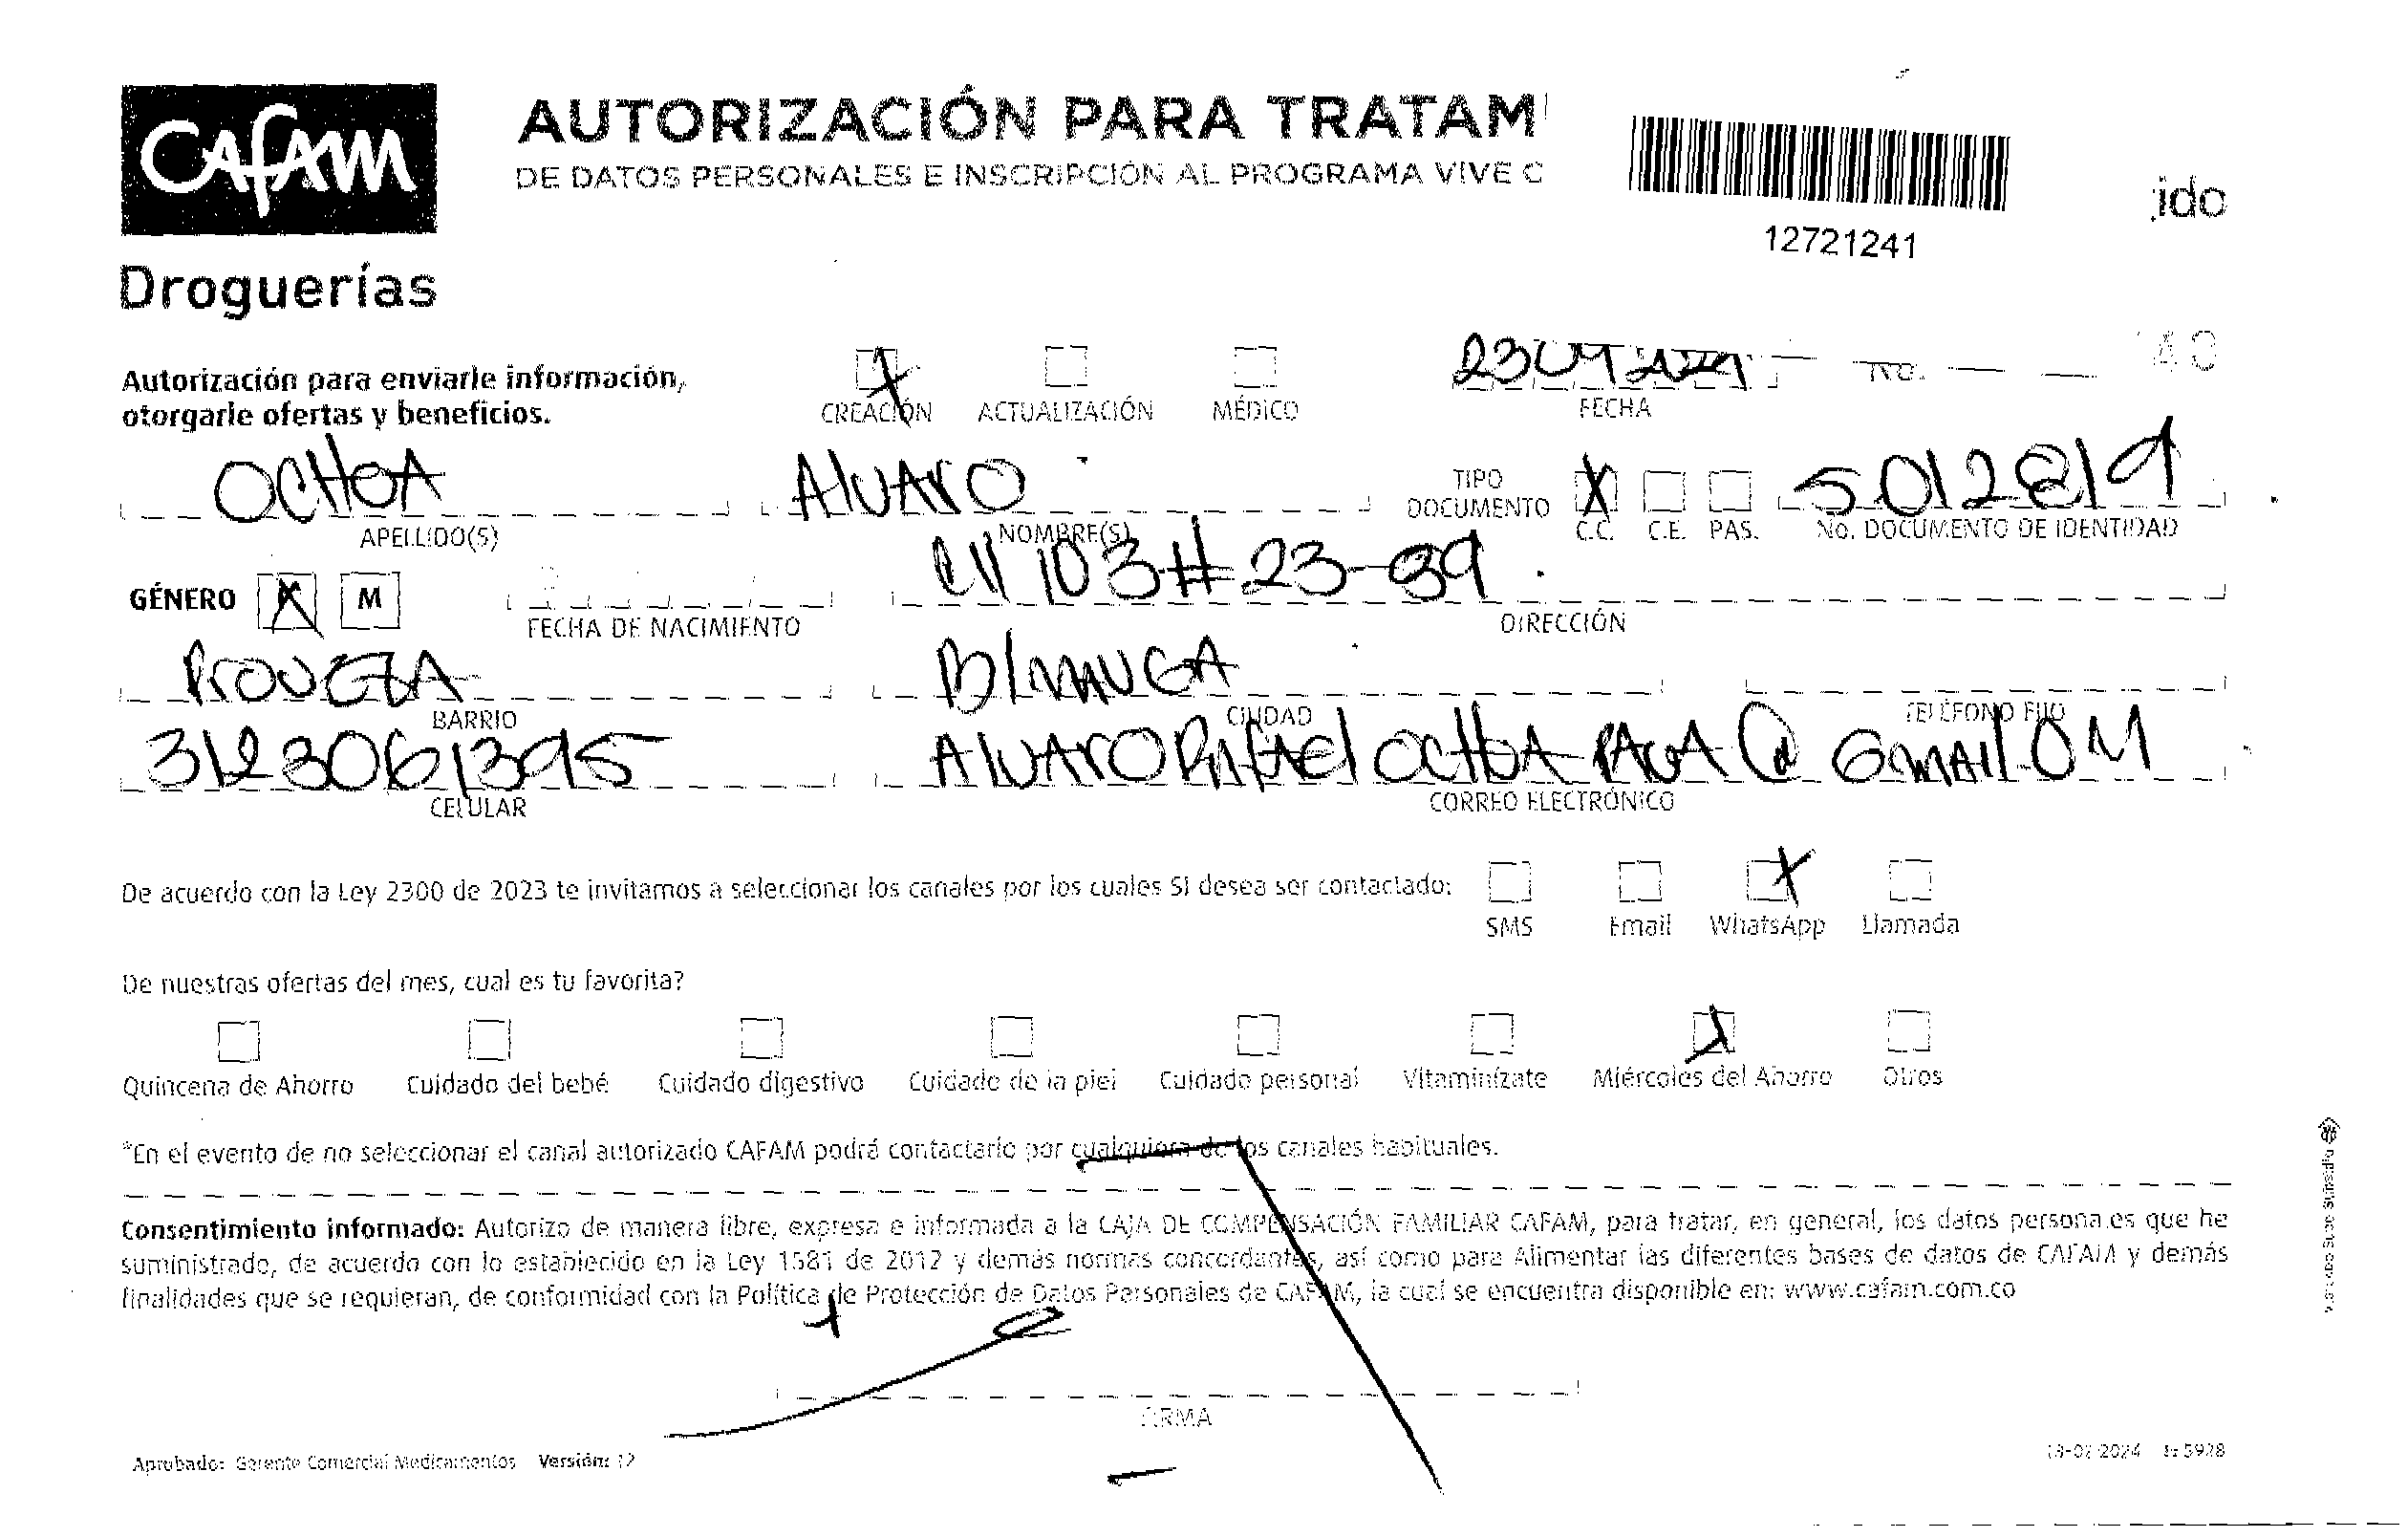 CAFAM
AUTORIZACIÓN PARA TRATAM
DE DATOS PERSONALES E INSCRIPCIÓN AL PROGRAMA VIVE C
ido
12721241
Droguerías
Autorización para enviarle información,
otorgarle ofertas y beneficios.
CREACIÓN ACTUALIZACIÓN MÉDICO
FECHA
OCHOA Alvaro TIPO DOCUMENTO X 5012819
APELLIDO(S) NOMBRE(S) C.C. C.E. PAS. No. DOCUMENTO DE IDENTIDAD
GÉNERO X M Cll 103 # 23-39
FECHA DE NACIMIENTO DIRECCIÓN
B/MANGA
BARRIO CIUDAD TELÉFONO FIJO
3123061395
CELULAR CORREO ELECTRÓNICO
De acuerdo con la Ley 2300 de 2023 te invitamos a seleccionar los canales por los cuales SI desea ser contactado: X
SMS Email WhatsApp Llamada
De nuestras ofertas del mes, cual es tu favorita?
X
Quincena de Ahorro Cuidado del bebé Cuidado digestivo Cuidado de la piel Cuidado personal Vitaminízate Miércoles del Ahorro Otros
*En el evento de no seleccionar el canal autorizado CAFAM podrá contactarlo por cualquiera de los canales habituales.
Consentimiento informado: Autorizo de manera libre, expresa e informada a la CAJA DE COMPENSACIÓN FAMILIAR CAFAM, para tratar, en general, los datos personales que he
suministrado, de acuerdo con lo establecido en la Ley 1581 de 2012 y demás normas concordantes, así como para Alimentar las diferentes bases de datos de CAFAM y demás
finalidades que se requieran, de conformidad con la Política de Protección de Datos Personales de CAFAM, la cual se encuentra disponible en: www.cafam.com.co
FIRMA
Aprobado: Gerente Comercial Medicamentos Versión: 12